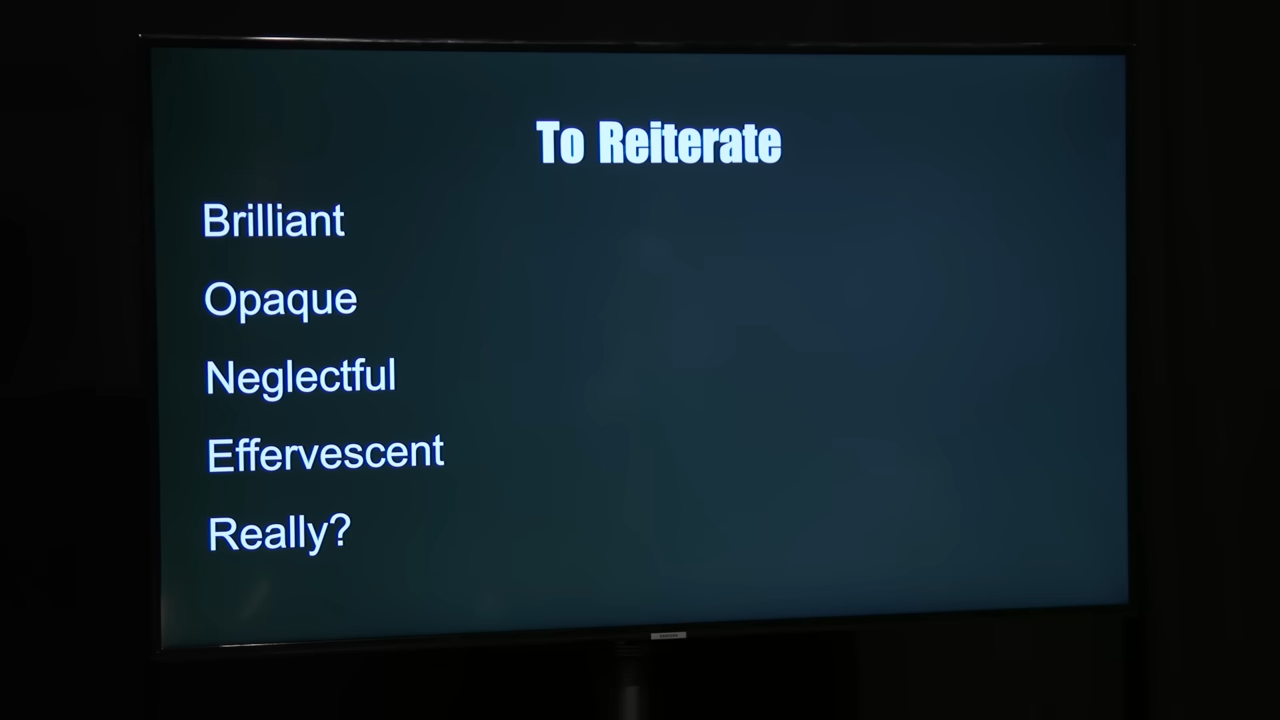 To Reiterate
Brilliant
Opaque
Neglectful
Effervescent
Really?